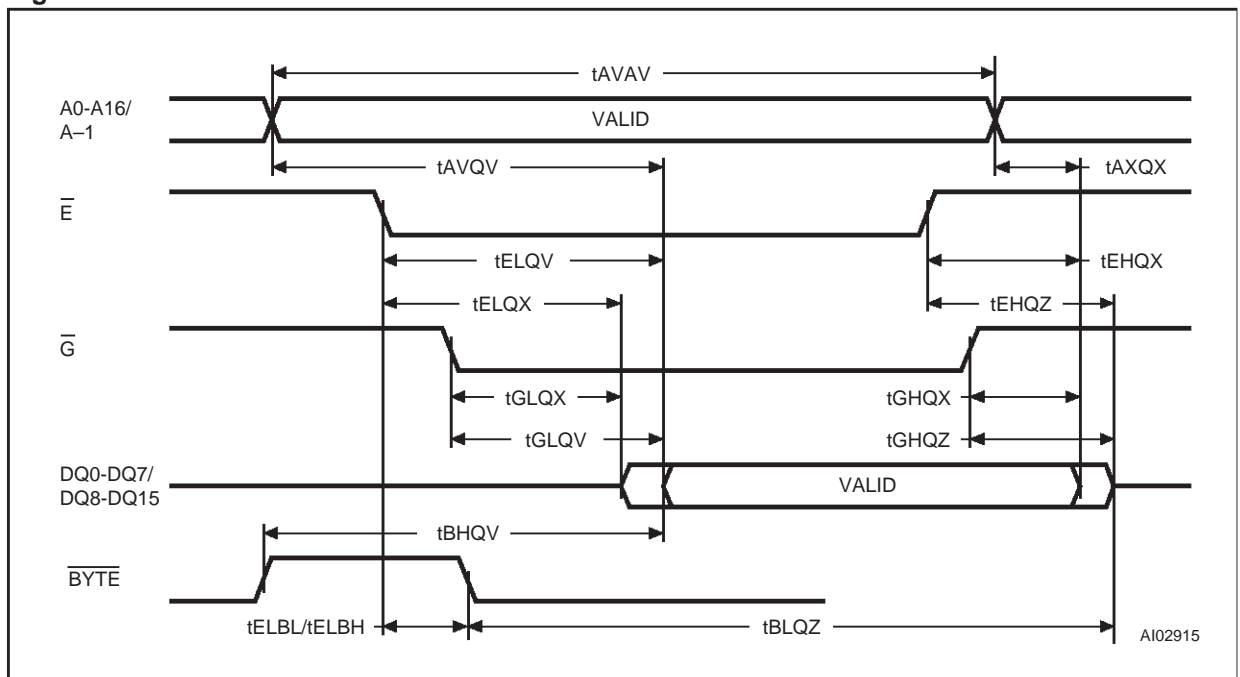 tAVAV
A0-A16/
A–1
VALID
tAVQV
tAXQX
E
tELQV
tEHQX
tELQX
tEHQZ
G
tGLQX
tGHQX
tGLQV
tGHQZ
DQ0-DQ7/
DQ8-DQ15
VALID
tBHQV
BYTE
tELBL/tELBH
tBLQZ
AI02915